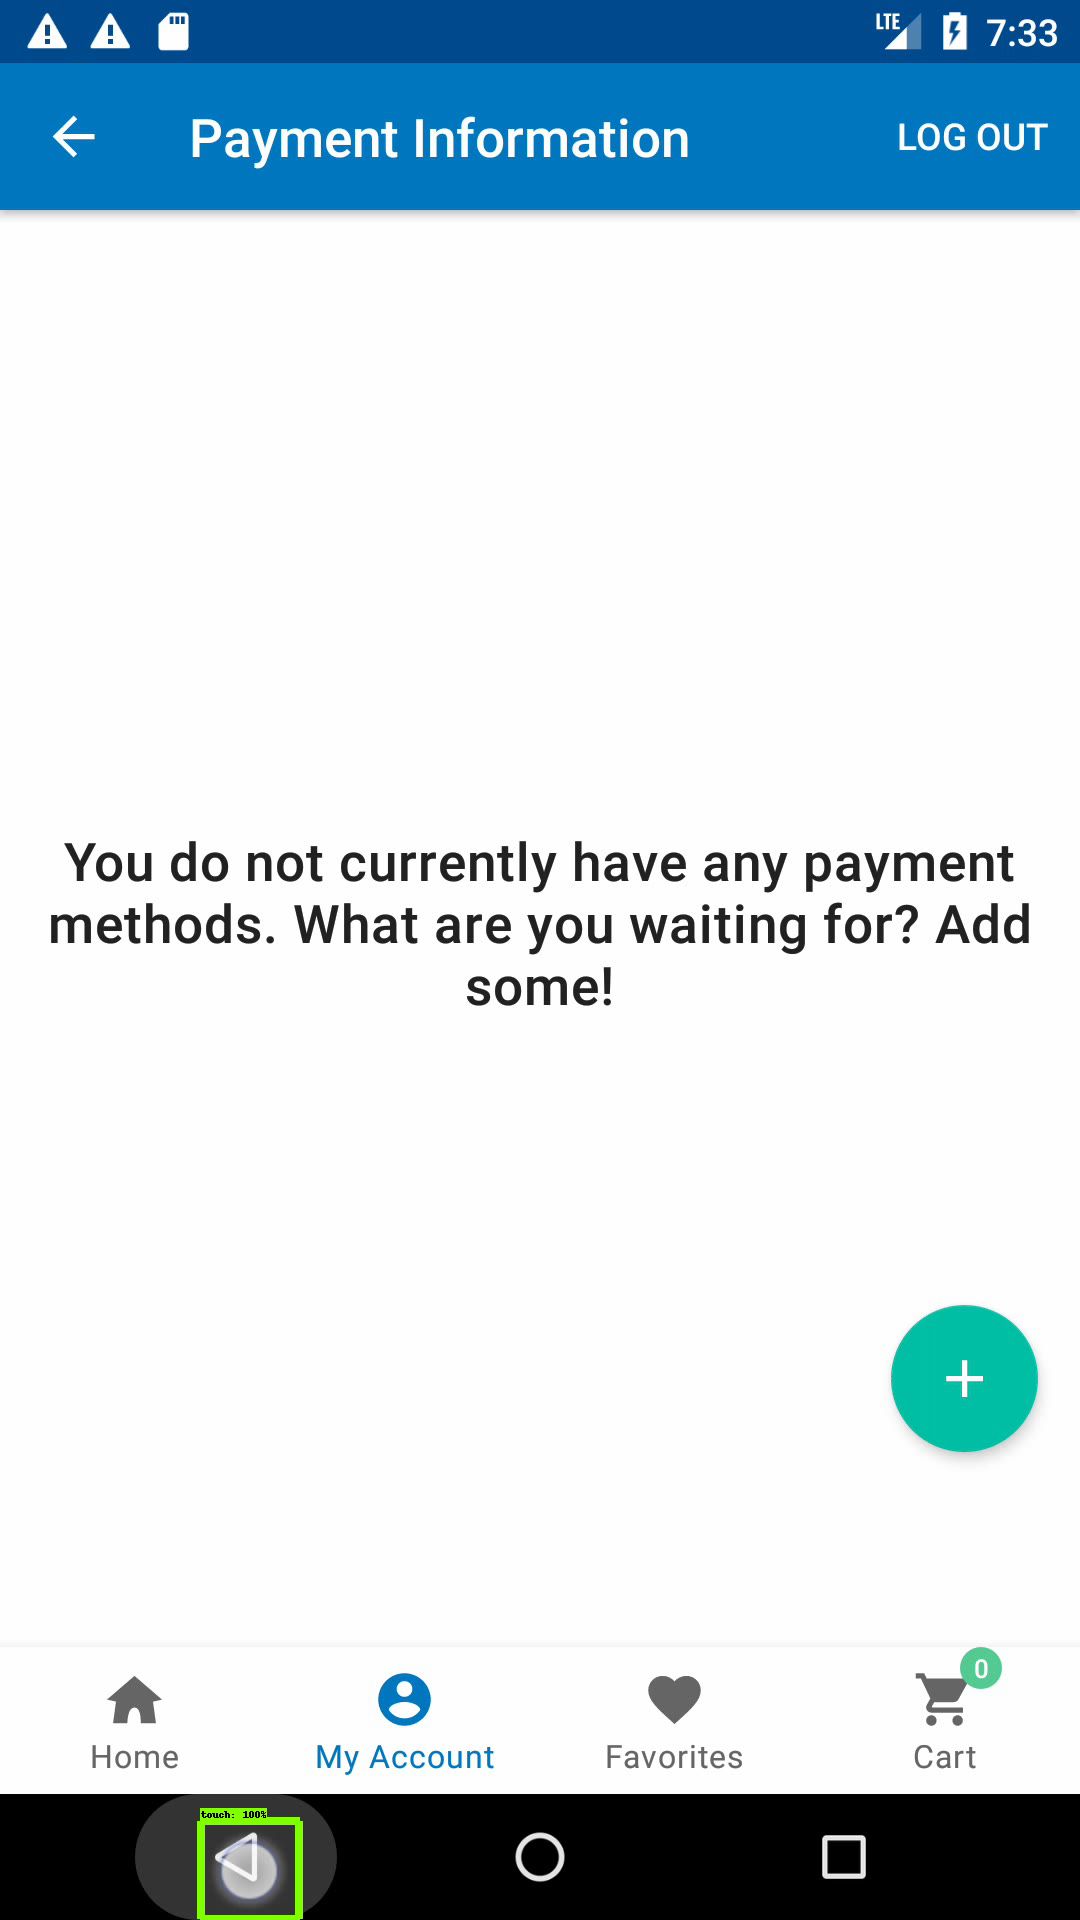 LTE 7:33
Payment Information LOG OUT
You do not currently have any payment
methods. What are you waiting for? Add
some!
0
Home My Account Favorites Cart
touch: 100%